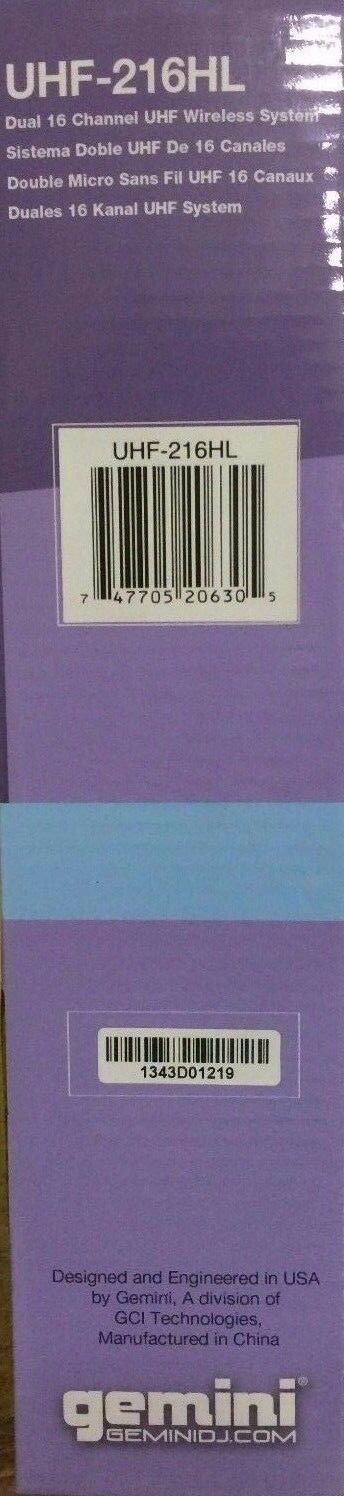 UHF-216HL
Dual 16 Channel UHF Wireless System
Sistema Doble UHF De 16 Canales
Double Micro Sans Fil UHF 16 Canaux
Duales 16 Kanal UHF System
UHF-216HL
7 47705 20630 5
1343D01219
Designed and Engineered in USA
by Gemini, A division of
GCI Technologies,
Manufactured in China
gemini®
GEMINIDJ.COM